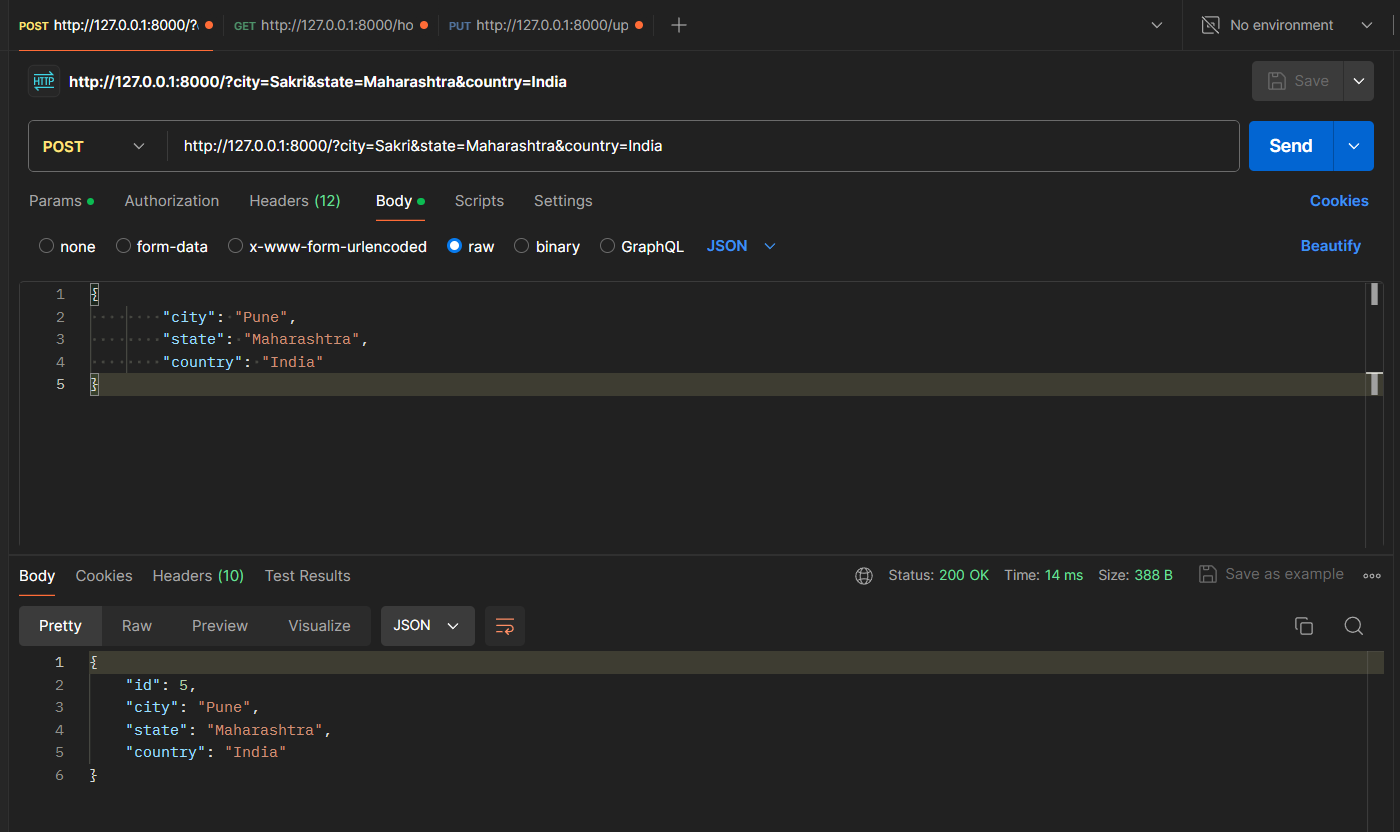 POST http://127.0.0.1:8000/? GET http://127.0.0.1:8000/ho PUT http://127.0.0.1:8000/up No environment
HTTP http://127.0.0.1:8000/?city=Sakri&state=Maharashtra&country=India Save
POST http://127.0.0.1:8000/?city=Sakri&state=Maharashtra&country=India Send
Params Authorization Headers (12) Body Scripts Settings Cookies
none form-data x-www-form-urlencoded raw binary GraphQL JSON Beautify
1 {
2 "city": "Pune",
3 "state": "Maharashtra",
4 "country": "India"
5 }
Body Cookies Headers (10) Test Results Status: 200 OK Time: 14 ms Size: 388 B Save as example
Pretty Raw Preview Visualize JSON
1 {
2 "id": 5,
3 "city": "Pune",
4 "state": "Maharashtra",
5 "country": "India"
6 }